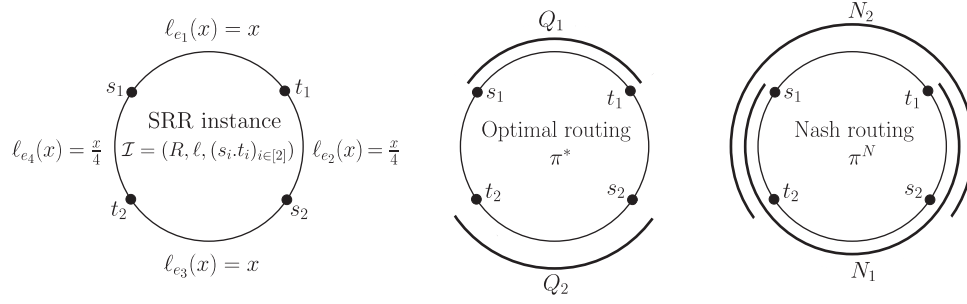 ℓ_{e_1}(x) = x
s_1
t_1
SRR instance
ℓ_{e_4}(x) = x/4
I = (R, ℓ, (s_i.t_i)_{i∈[2]})
ℓ_{e_2}(x) = x/4
t_2
s_2
ℓ_{e_3}(x) = x
Q_1
s_1
t_1
Optimal routing
π*
t_2
s_2
Q_2
N_2
s_1
t_1
Nash routing
π^N
t_2
s_2
N_1